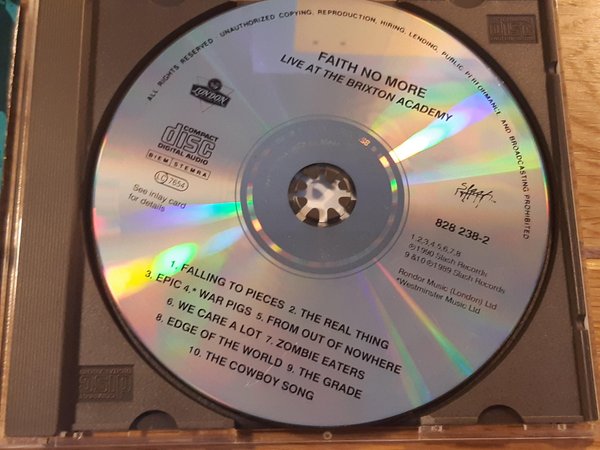 ALL RIGHTS RESERVED UNAUTHORIZED COPYING, REPRODUCTION, HIRING, LENDING, PUBLIC PERFORMANCE AND BROADCASTING PROHIBITED
FAITH NO MORE
LIVE AT THE BRIXTON ACADEMY
LONDON
COMPACT
disc
DIGITAL AUDIO
BIEM/STEMRA
LC 7654
See inlay card
for details
Slash
828 238-2
1,2,3,4,5,6,7,8
℗1990 Slash Records
9 &10 ℗1989 Slash Records
Rondor Music (London) Ltd
*Westminster Music Ltd
1. FALLING TO PIECES 2. THE REAL THING
3. EPIC 4.* WAR PIGS 5. FROM OUT OF NOWHERE
6. WE CARE A LOT 7. ZOMBIE EATERS
8. EDGE OF THE WORLD 9. THE GRADE
10. THE COWBOY SONG
disc